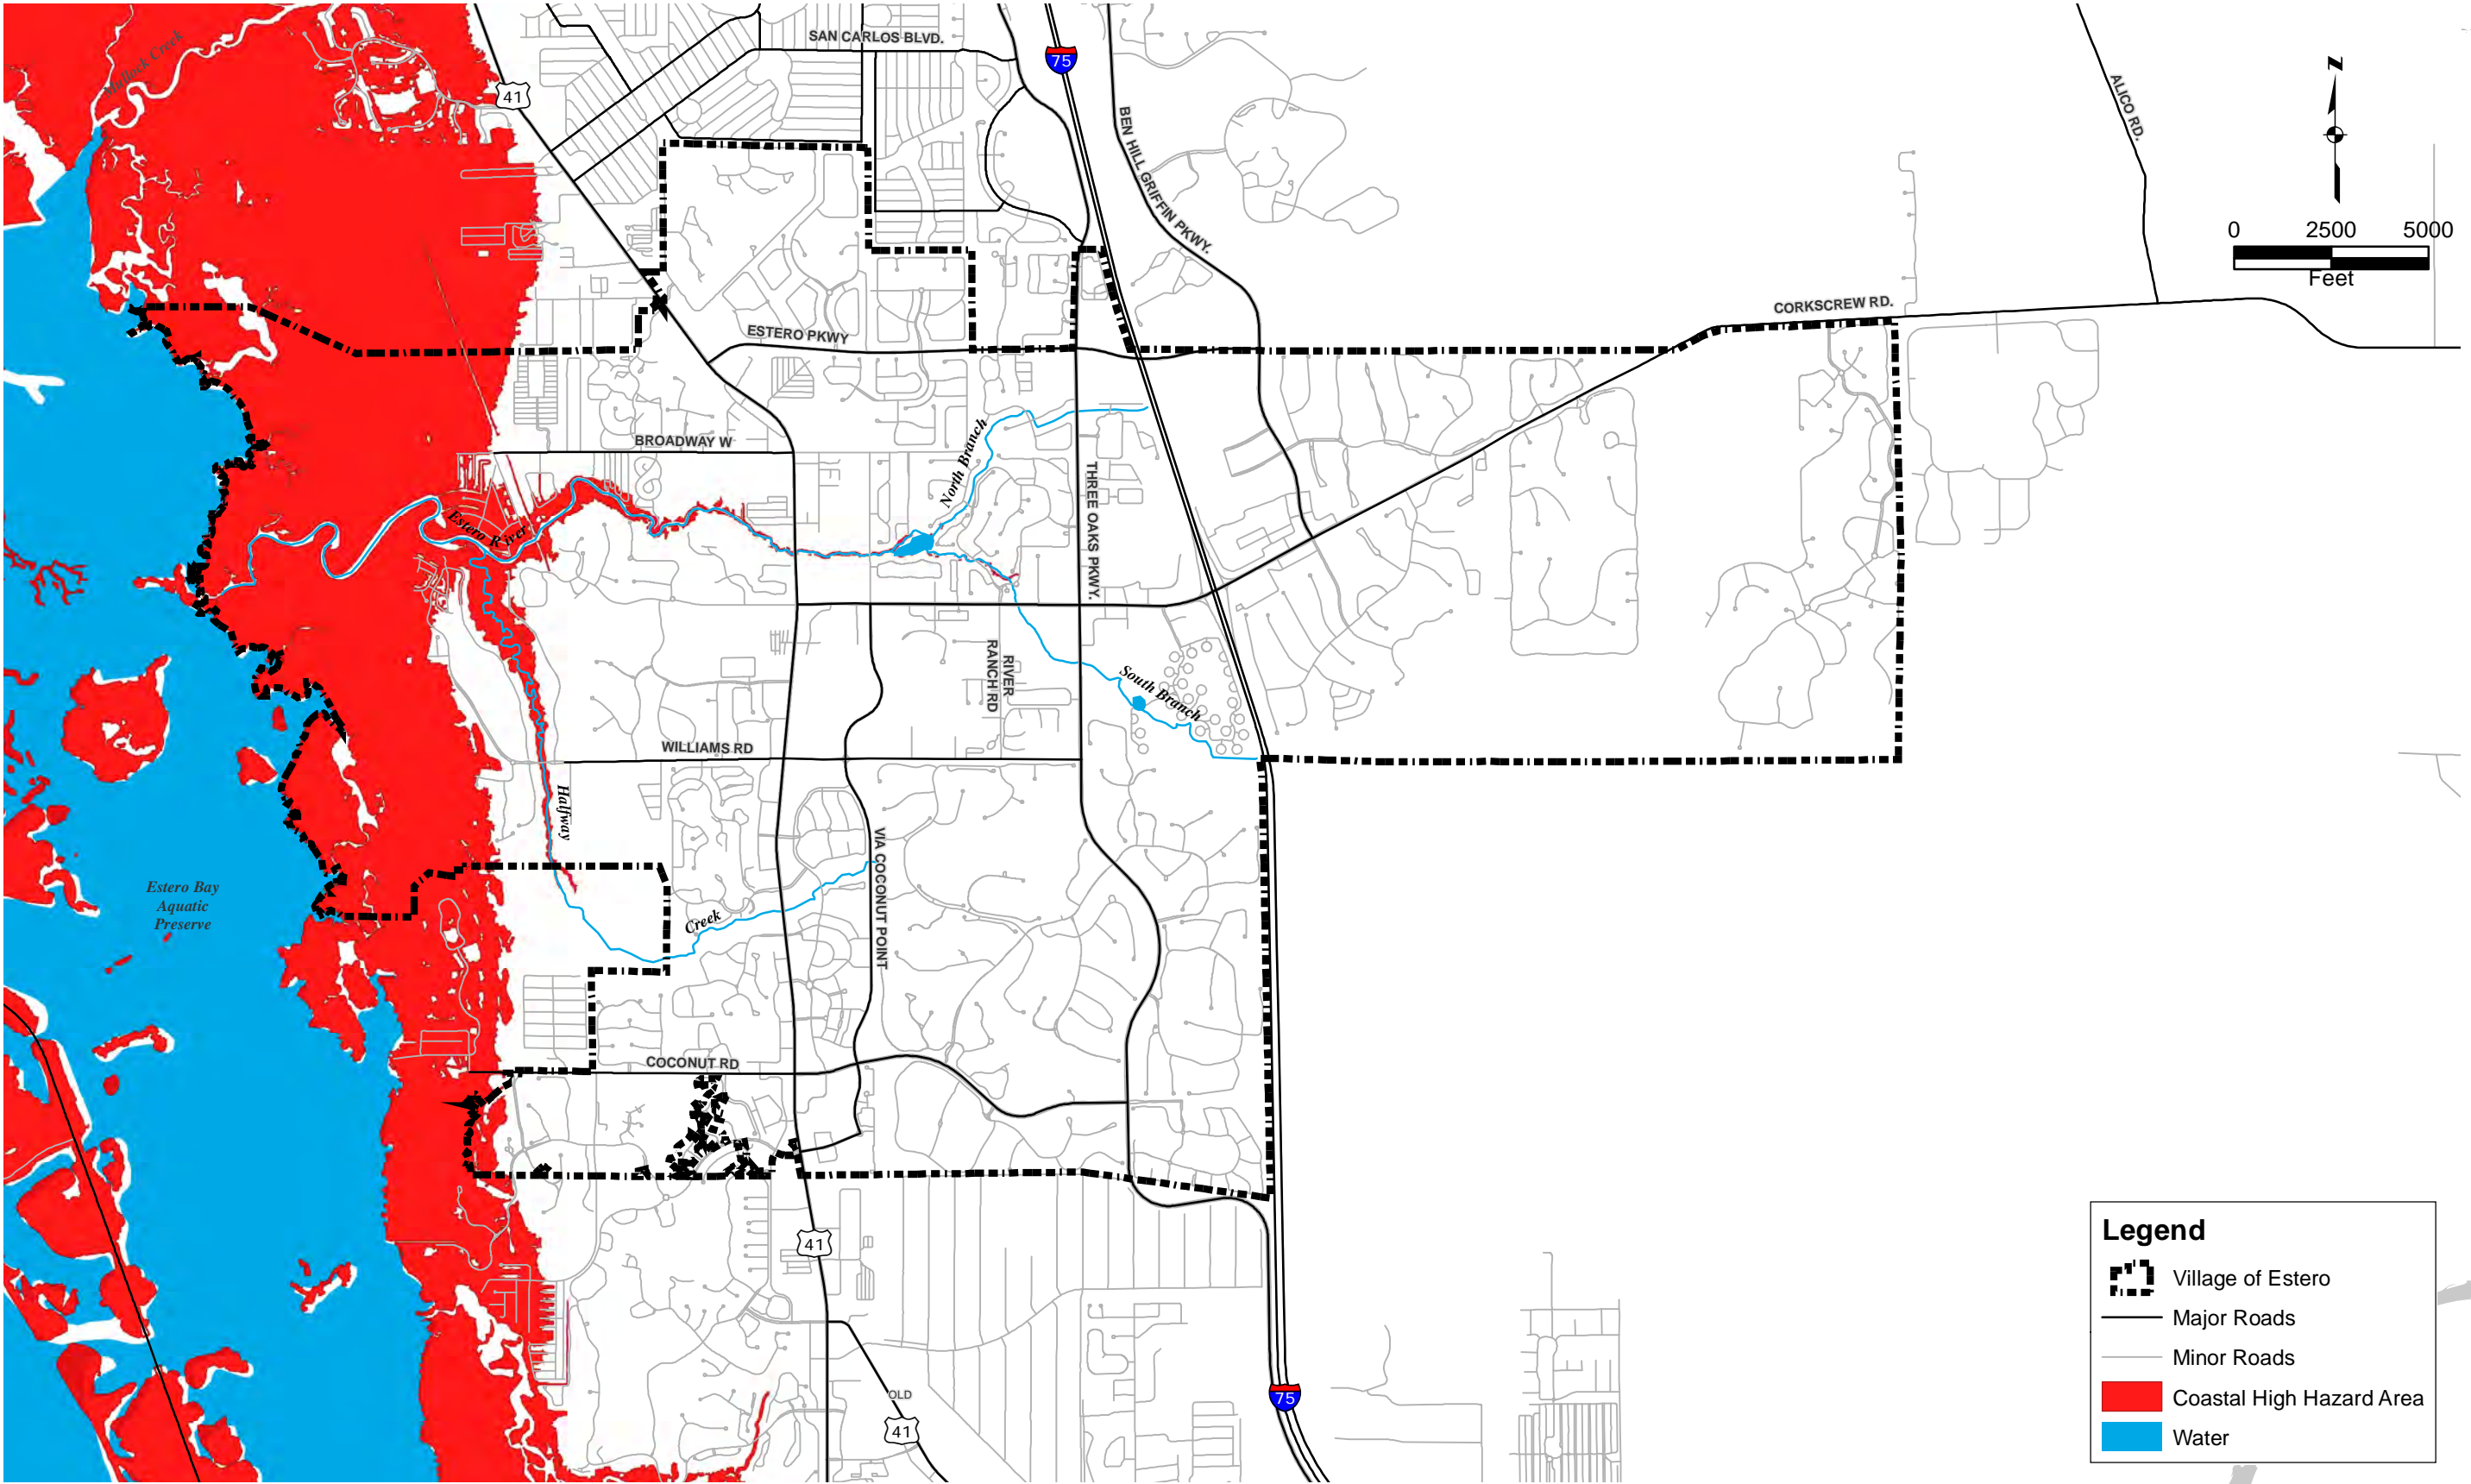 Mullock Creek
SAN CARLOS BLVD.
75
41
BEN HILL GRIFFIN PKWY.
ALICO RD.
N
0 2500 5000
Feet
CORKSCREW RD.
ESTERO PKWY
BROADWAY W
North Branch
THREE OAKS PKWY.
Estero River
RIVER
RANCH RD
South Branch
WILLIAMS RD
Halfway
VIA COCONUT POINT
Estero Bay
Aquatic
Preserve
Creek
COCONUT RD
41
OLD
41
75
Legend
Village of Estero
Major Roads
Minor Roads
Coastal High Hazard Area
Water